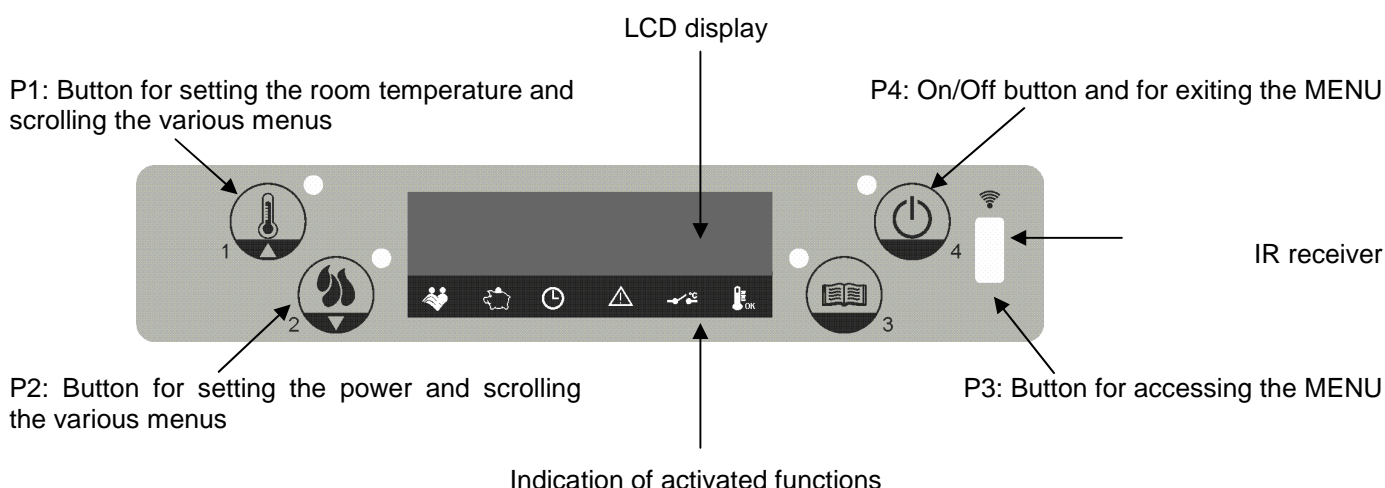 LCD display
P1: Button for setting the room temperature and
scrolling the various menus
P4: On/Off button and for exiting the MENU
1
4
IR receiver
°C
OK
2
3
P2: Button for setting the power and scrolling
the various menus
P3: Button for accessing the MENU
Indication of activated functions